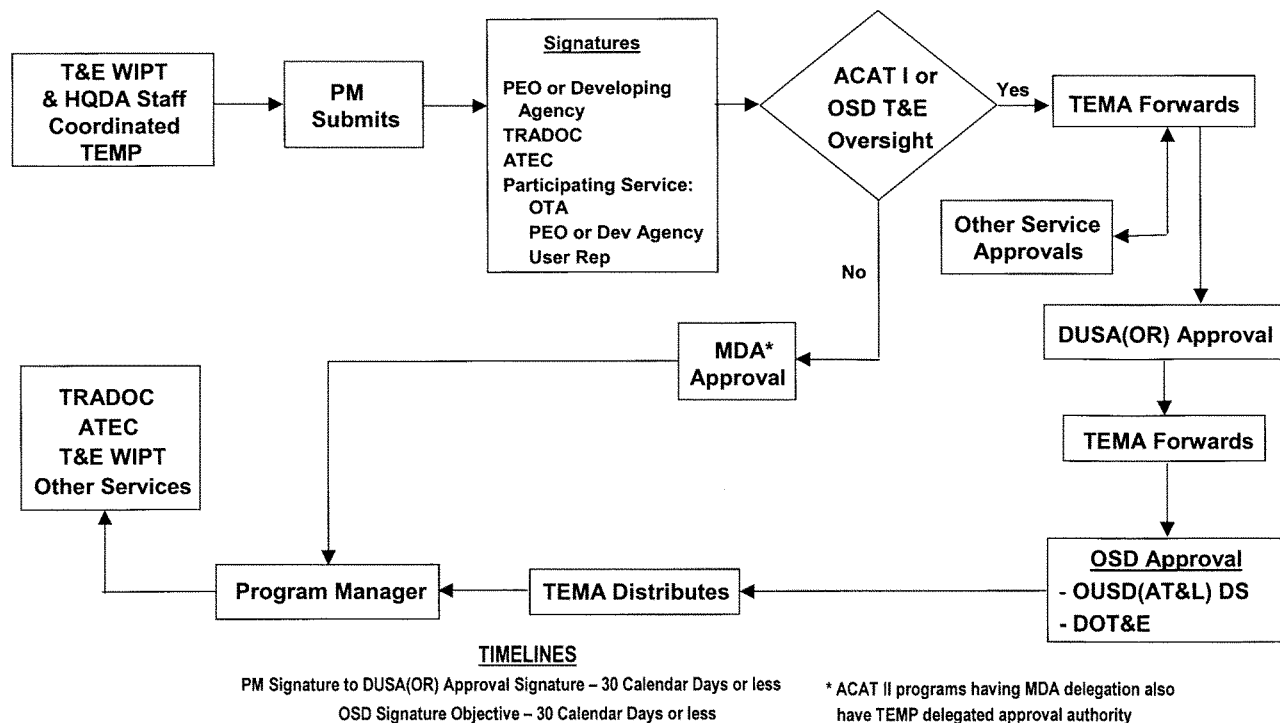 T&E WIPT
& HQDA Staff
Coordinated
TEMP
PM
Submits
Signatures
PEO or Developing
Agency
TRADOC
ATEC
Participating Service:
OTA
PEO or Dev Agency
User Rep
ACAT I or
OSD T&E
Oversight
Yes
No
TEMA Forwards
Other Service
Approvals
DUSA(OR) Approval
TEMA Forwards
OSD Approval
- OUSD(AT&L) DS
- DOT&E
MDA*
Approval
TEMA Distributes
Program Manager
TRADOC
ATEC
T&E WIPT
Other Services
TIMELINES
PM Signature to DUSA(OR) Approval Signature – 30 Calendar Days or less
OSD Signature Objective – 30 Calendar Days or less
* ACAT II programs having MDA delegation also
have TEMP delegated approval authority